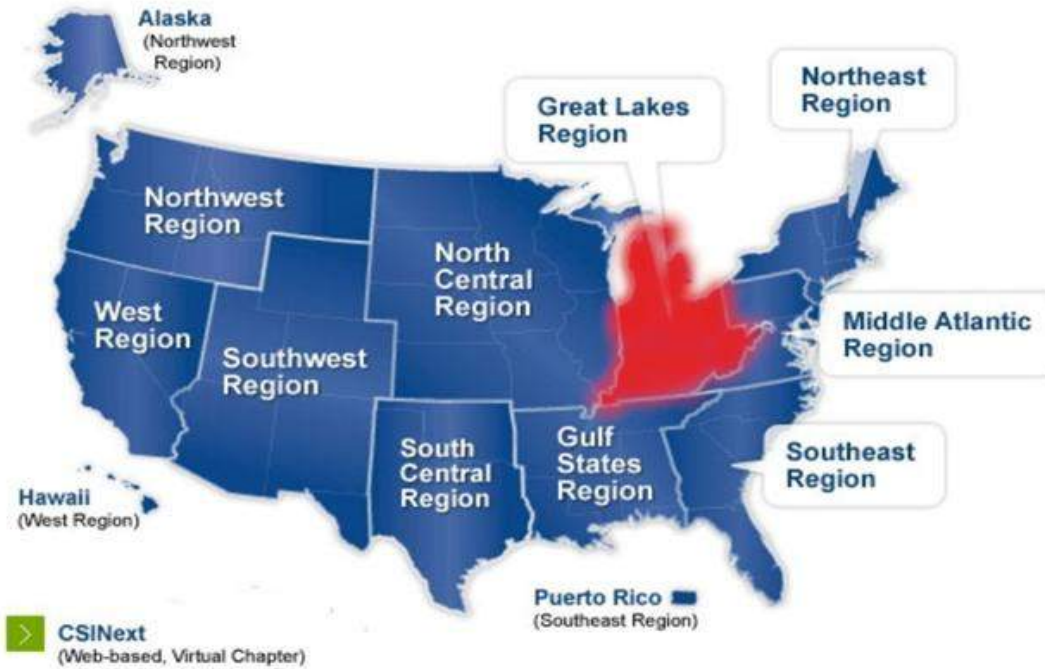 Alaska
(Northwest
Region)
Great Lakes
Region
Northeast
Region
Northwest
Region
North
Central
Region
West
Region
Southwest
Region
Middle Atlantic
Region
South
Central
Region
Gulf
States
Region
Southeast
Region
Hawaii
(West Region)
Puerto Rico
(Southeast Region)
CSINext
(Web-based, Virtual Chapter)